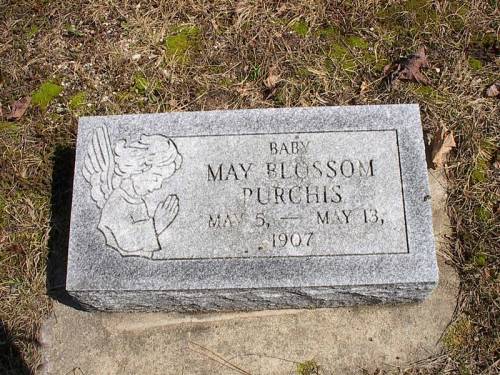 BABY
MAY BLOSSOM
PURCHIS
MAY 5, — MAY 13,
1907